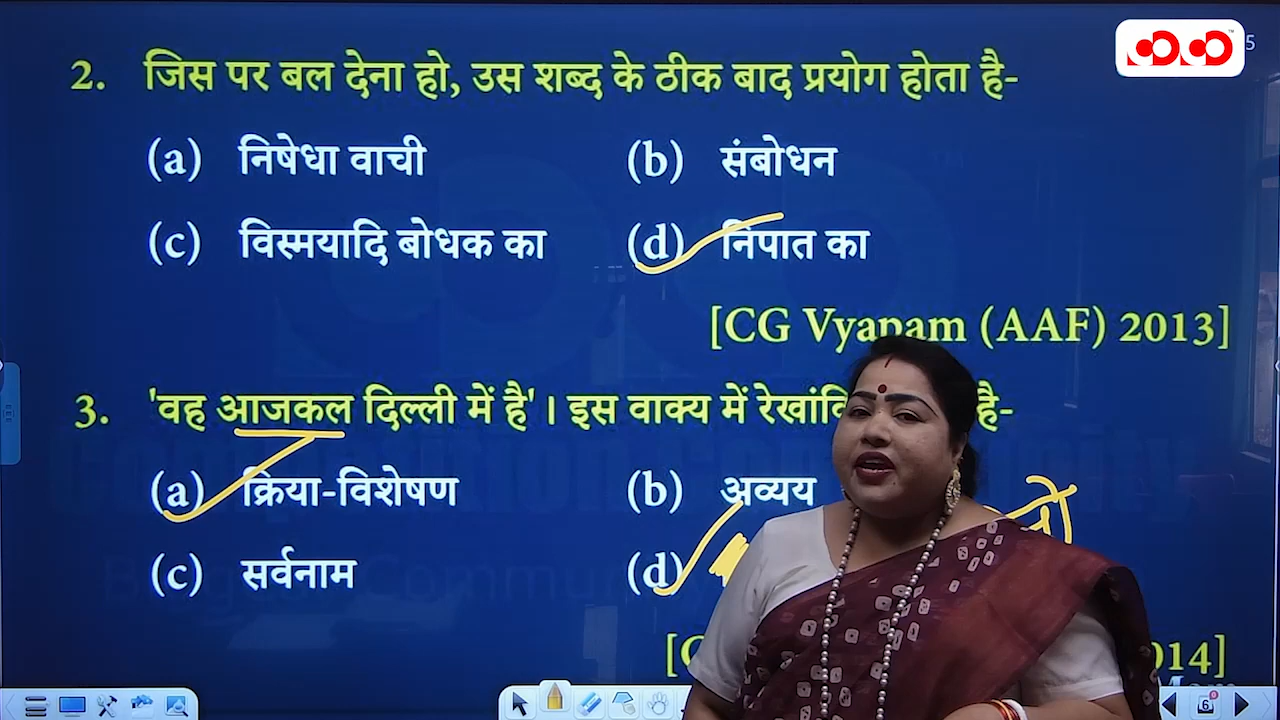 2. जिस पर बल देना हो, उस शब्द के ठीक बाद प्रयोग होता है-
(a) निषेधा वाची (b) संबोधन
(c) विस्मयादि बोधक का (d) निपात का
[CG Vyapam (AAF) 2013]
3. 'वह आजकल दिल्ली में है'। इस वाक्य में है-
(a) क्रिया-विशेषण (b) अव्यय
(c) सर्वनाम (d)
014]